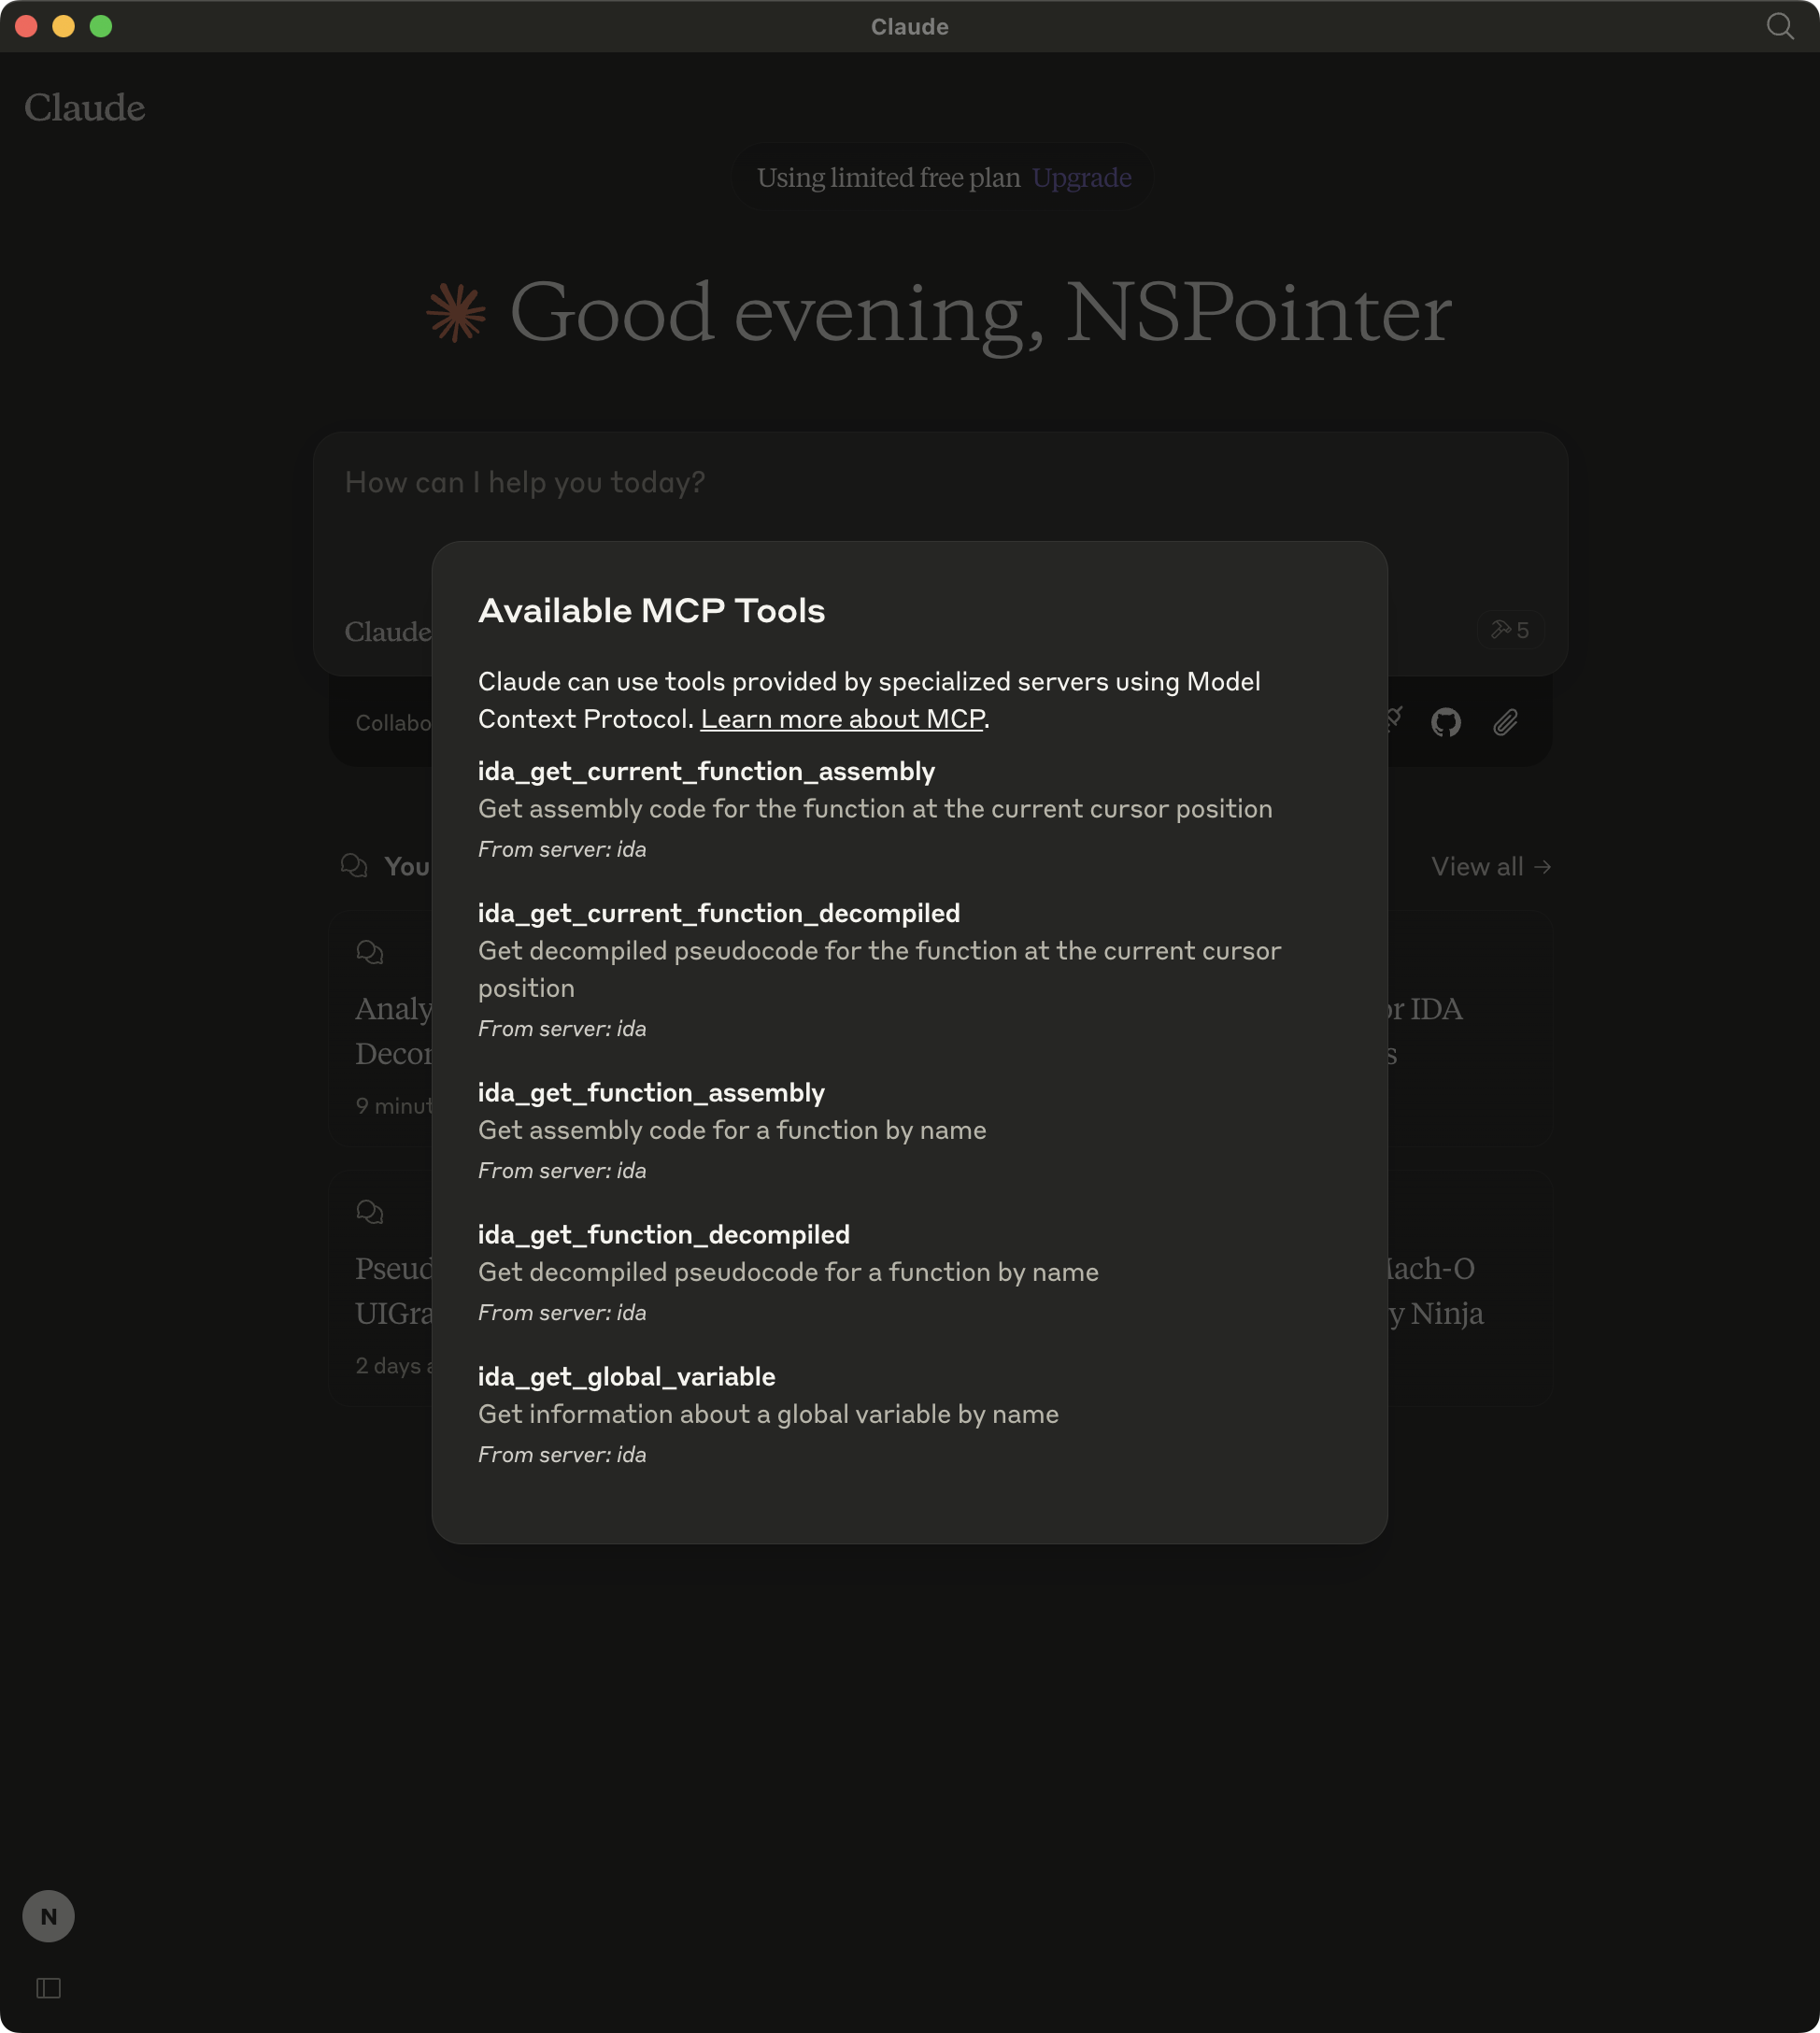 Claude
Claude
Using limited free plan Upgrade
Good evening, NSPointer
How can I help you today?
Claude
5
Collabo
Available MCP Tools
Claude can use tools provided by specialized servers using Model
Context Protocol. Learn more about MCP.
ida_get_current_function_assembly
Get assembly code for the function at the current cursor position
From server: ida
ida_get_current_function_decompiled
Get decompiled pseudocode for the function at the current cursor
position
From server: ida
ida_get_function_assembly
Get assembly code for a function by name
From server: ida
ida_get_function_decompiled
Get decompiled pseudocode for a function by name
From server: ida
ida_get_global_variable
Get information about a global variable by name
From server: ida
You
View all →
Analy
Decor
9 minut
IDA
Pseud
UIGra
2 days
Mach-O
y Ninja
N